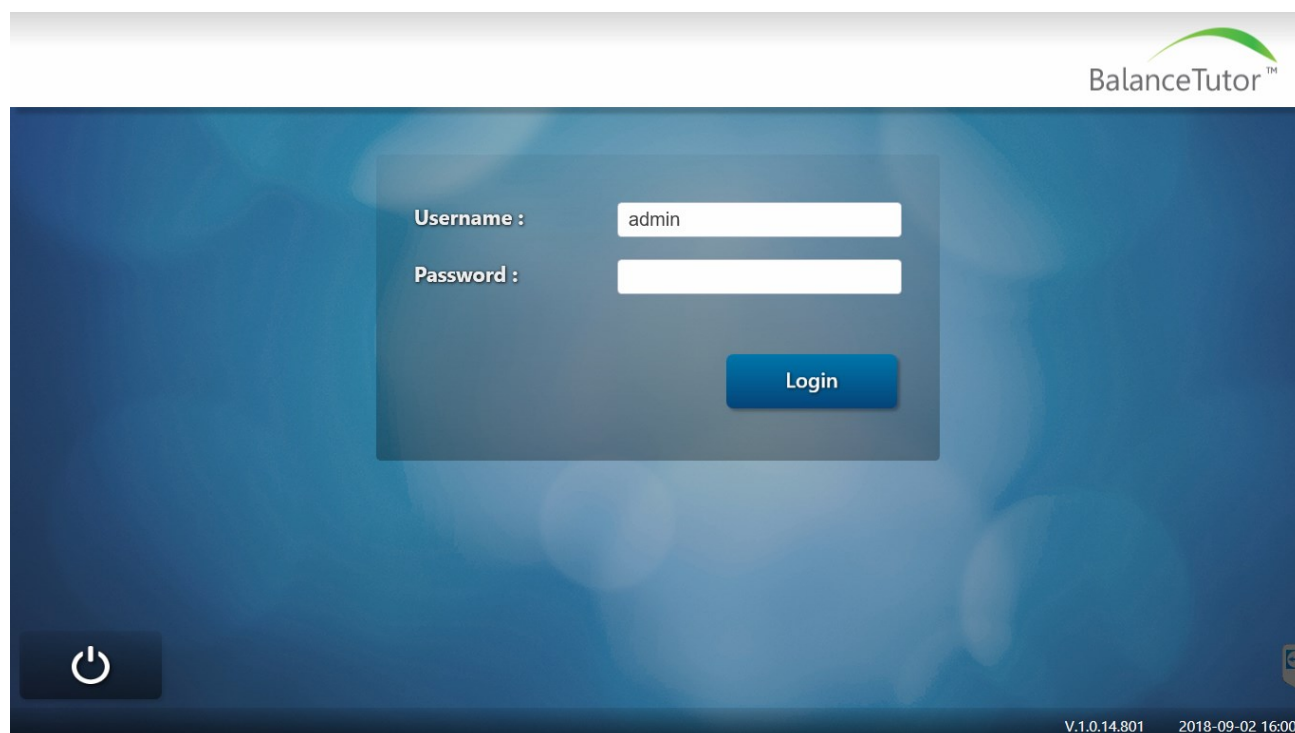 BalanceTutor™
Username : admin
Password :
Login
V.1.0.14.801 2018-09-02 16:00